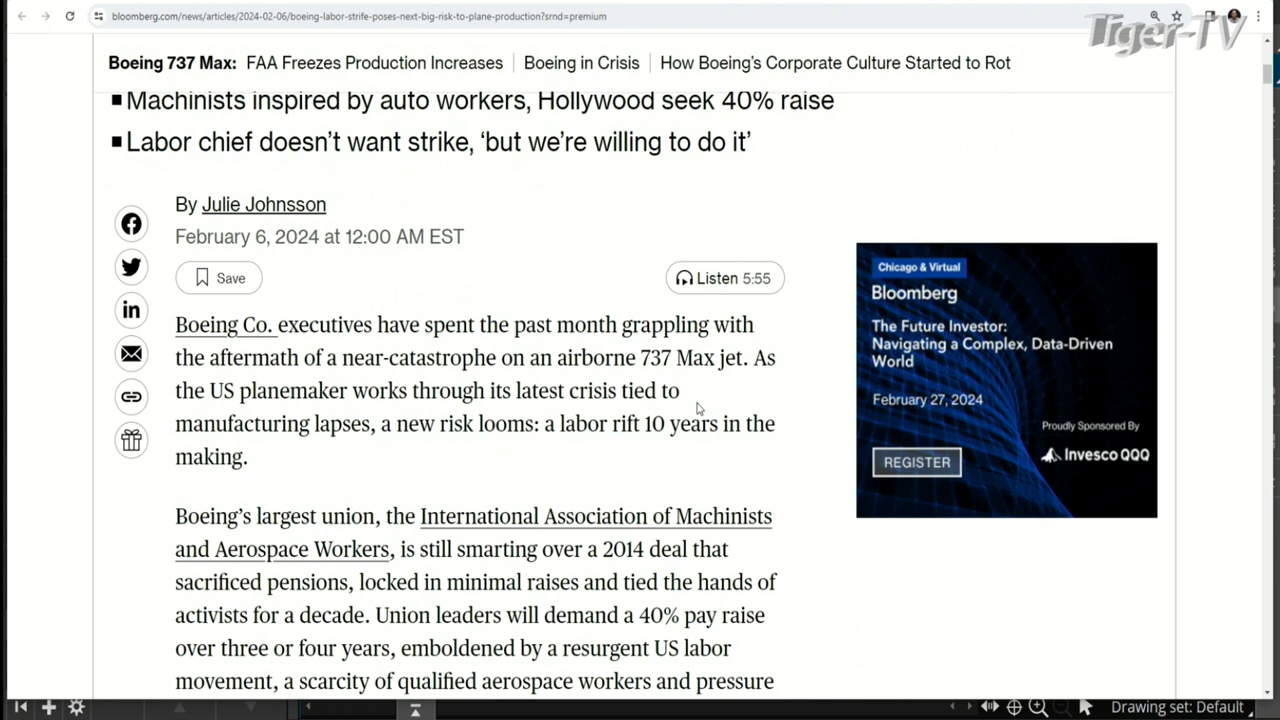 bloomberg.com/news/articles/2024-02-06/boeing-labor-strife-poses-next-big-risk-to-plane-production?srnd=premium
Tiger-TV
Boeing 737 Max: FAA Freezes Production Increases Boeing in Crisis How Boeing's Corporate Culture Started to Rot
Machinists inspired by auto workers, Hollywood seek 40% raise
Labor chief doesn't want strike, 'but we're willing to do it'
By Julie Johnsson
February 6, 2024 at 12:00 AM EST
Save
Listen 5:55
Boeing Co. executives have spent the past month grappling with
the aftermath of a near-catastrophe on an airborne 737 Max jet. As
the US planemaker works through its latest crisis tied to
manufacturing lapses, a new risk looms: a labor rift 10 years in the
making.
Boeing's largest union, the International Association of Machinists
and Aerospace Workers, is still smarting over a 2014 deal that
sacrificed pensions, locked in minimal raises and tied the hands of
activists for a decade. Union leaders will demand a 40% pay raise
over three or four years, emboldened by a resurgent US labor
movement, a scarcity of qualified aerospace workers and pressure
Chicago & Virtual
Bloomberg
The Future Investor:
Navigating a Complex, Data-Driven
World
February 27, 2024
Proudly Sponsored By
Invesco QQQ
REGISTER
Drawing set: Default